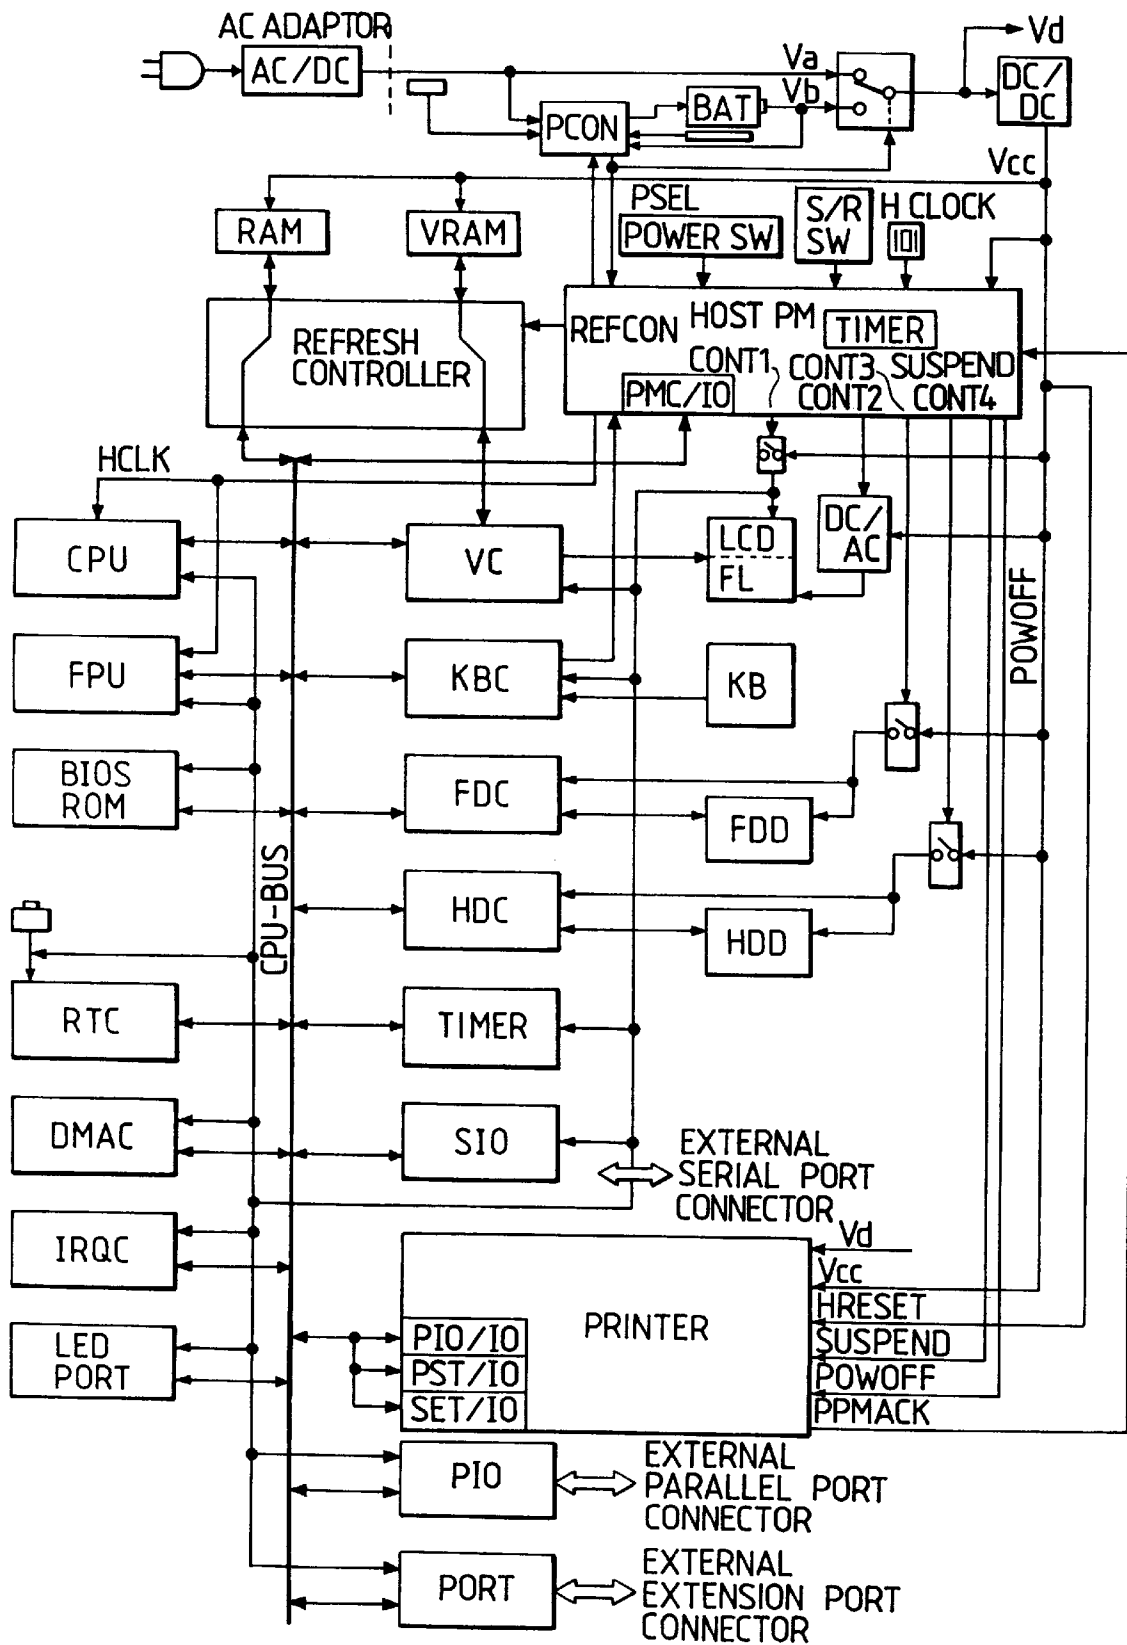 AC ADAPTOR
AC/DC
Va
Vd
DC/
DC
Vb
BAT
PCON
Vcc
RAM
VRAM
PSEL
POWER SW
S/R
SW
H CLOCK
REFRESH
CONTROLLER
REFCON
HOST PM
TIMER
CONT1
CONT3
SUSPEND
CONT2
CONT4
PMC/IO
HCLK
CPU
VC
LCD
FL
DC/
AC
POWOFF
FPU
KBC
KB
BIOS
ROM
FDC
FDD
CPU-BUS
HDC
HDD
RTC
TIMER
DMAC
SIO
EXTERNAL
SERIAL PORT
CONNECTOR
IRQC
PRINTER
Vd
Vcc
HRESET
SUSPEND
POWOFF
PPMACK
PIO/IO
PST/IO
SET/IO
LED
PORT
PIO
EXTERNAL
PARALLEL PORT
CONNECTOR
PORT
EXTERNAL
EXTENSION PORT
CONNECTOR